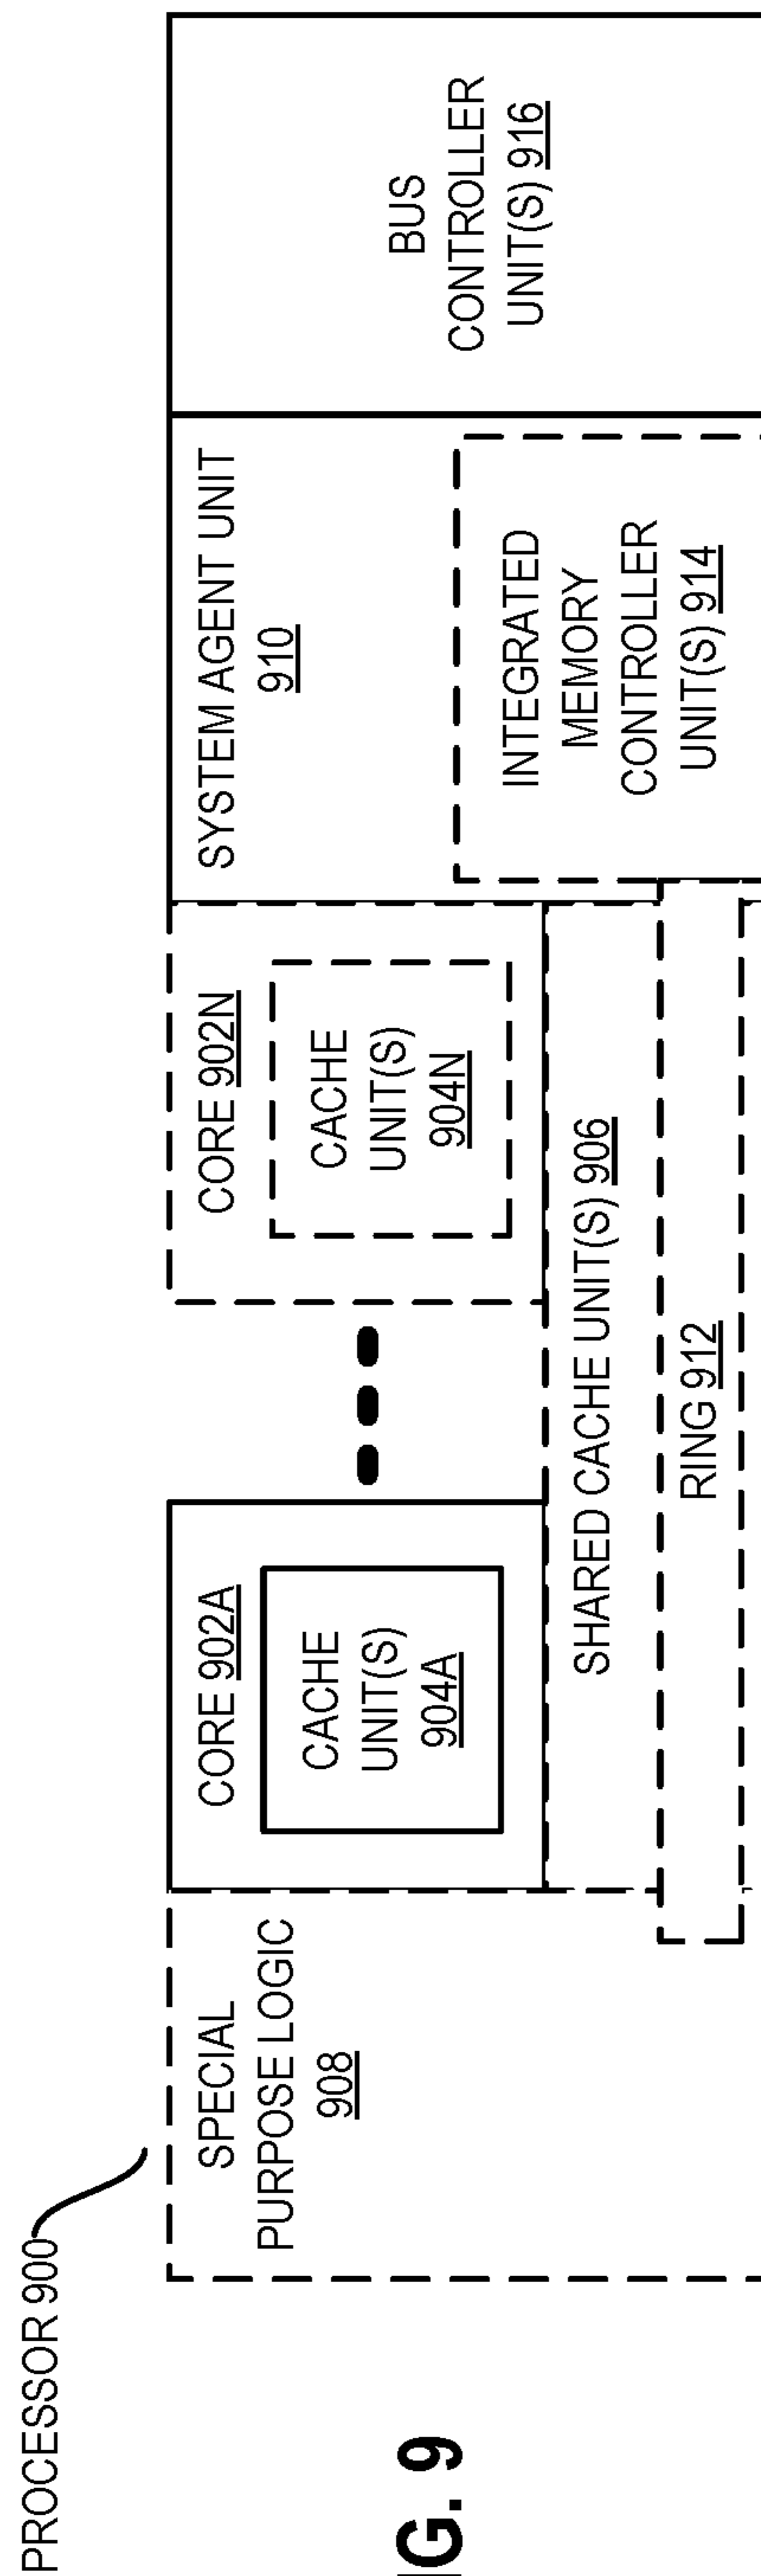 PROCESSOR 900
SPECIAL
PURPOSE LOGIC
908
CORE 902A
CACHE
UNIT(S)
904A
CORE 902N
CACHE
UNIT(S)
904N
SHARED CACHE UNIT(S) 906
RING 912
SYSTEM AGENT UNIT
910
INTEGRATED
MEMORY
CONTROLLER
UNIT(S) 914
BUS
CONTROLLER
UNIT(S) 916
G. 9